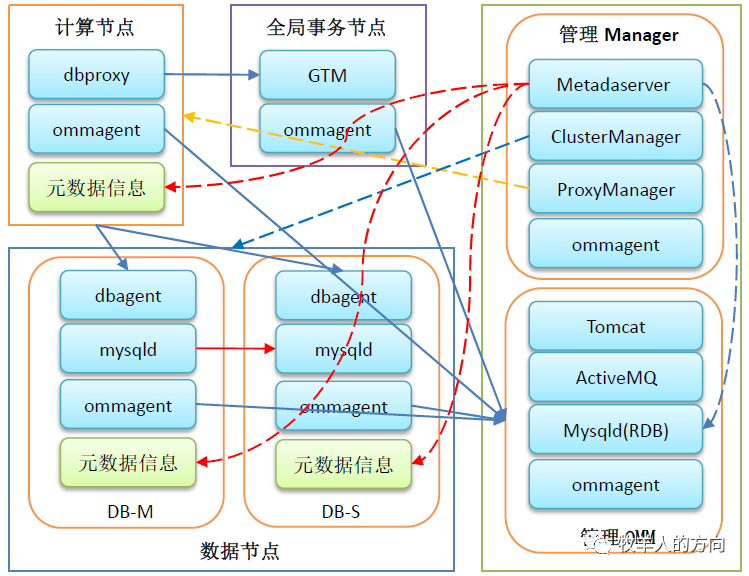 计算节点
dbproxy
ommagent
元数据信息
全局事务节点
GTM
ommagent
管理 Manager
Metadaserver
ClusterManager
ProxyManager
ommagent
dbagent
mysqld
ommagent
元数据信息
DB-M
dbagent
mysqld
ommagent
元数据信息
DB-S
数据节点
Tomcat
ActiveMQ
Mysqld(RDB)
ommagent
管理 OMM
牧羊人的方向